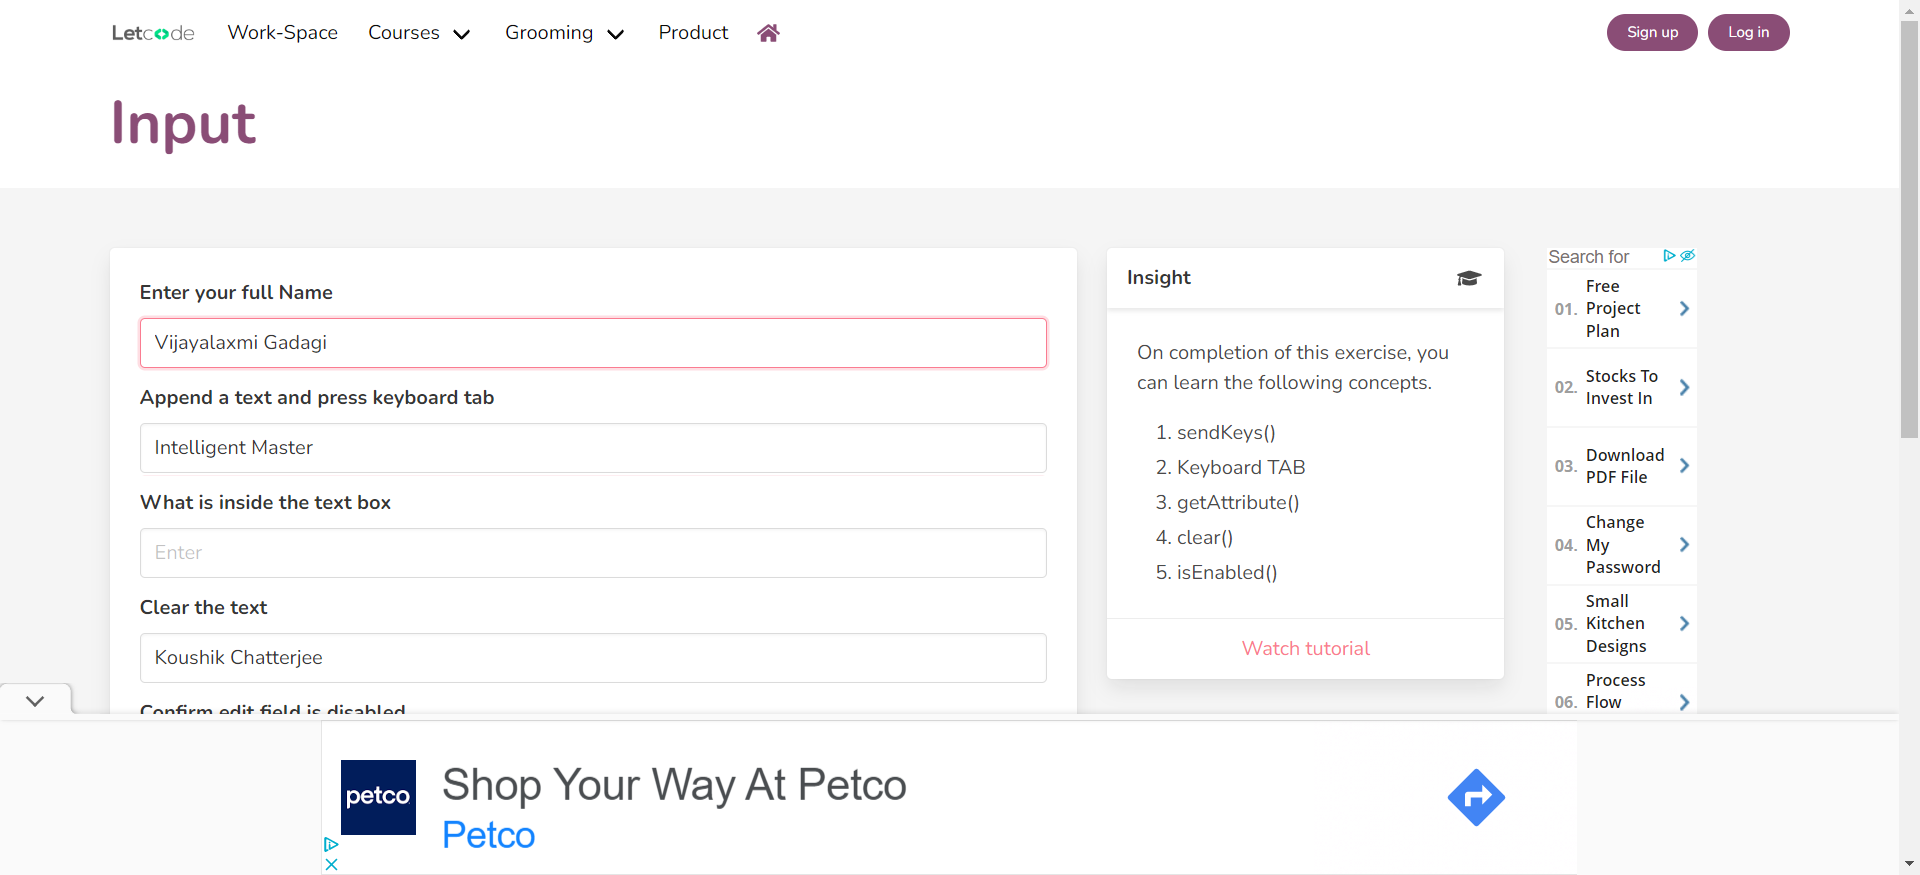 Letcode
Work-Space
Courses
Grooming
Product
Sign up
Log in
Input
Enter your full Name
Vijayalaxmi Gadagi
Append a text and press keyboard tab
Intelligent Master
What is inside the text box
Enter
Clear the text
Koushik Chatterjee
Confirm edit field is disabled
Insight
On completion of this exercise, you
can learn the following concepts.
1. sendKeys()
2. Keyboard TAB
3. getAttribute()
4. clear()
5. isEnabled()
Watch tutorial
Search for
01. Free
Project
Plan
02. Stocks To
Invest In
03. Download
PDF File
04. Change
My
Password
05. Small
Kitchen
Designs
06. Process
Flow
petco
Shop Your Way At Petco
Petco